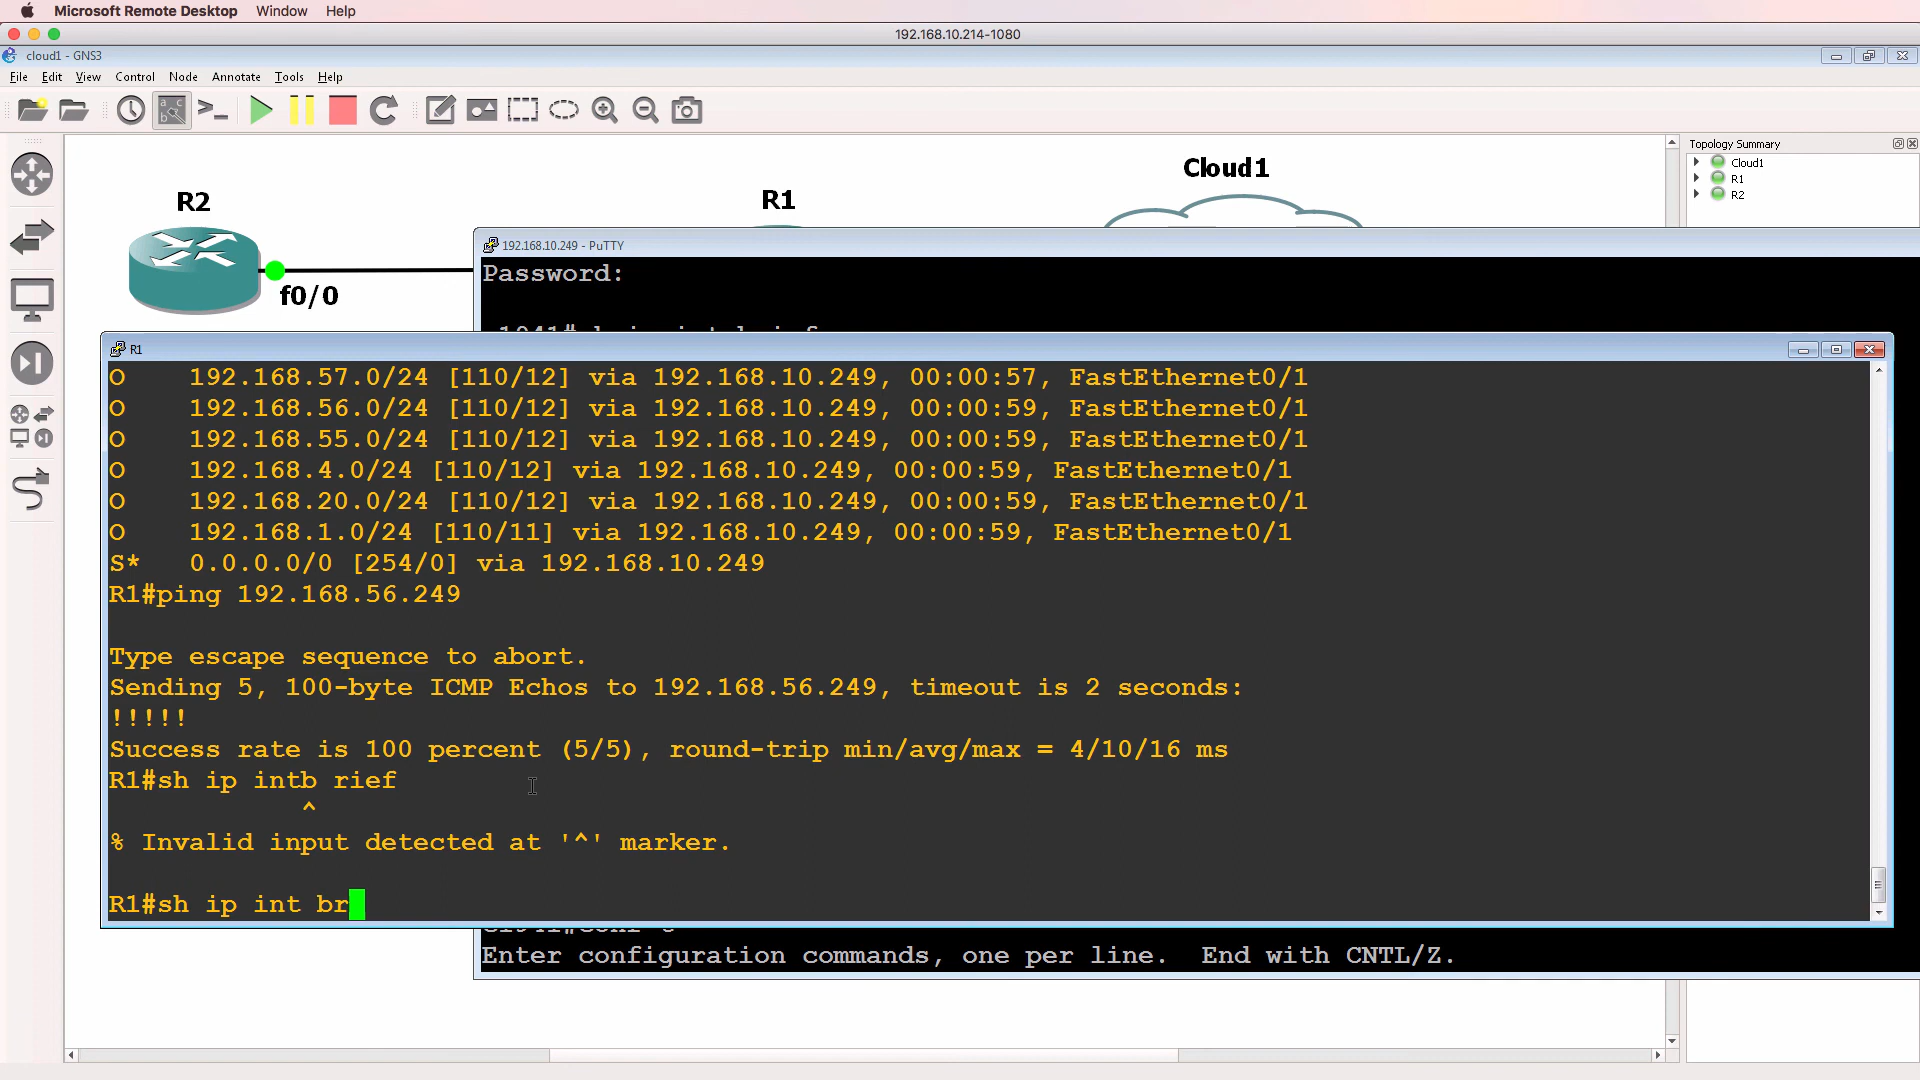 Microsoft Remote Desktop Window Help
192.168.10.214-1080
cloud1 - GNS3
File Edit View Control Node Annotate Tools Help
Topology Summary
Cloud1
R1
R2
Cloud1
R2
R1
f0/0
192.168.10.249 - PuTTY
Password:
R1
O 192.168.57.0/24 [110/12] via 192.168.10.249, 00:00:57, FastEthernet0/1
O 192.168.56.0/24 [110/12] via 192.168.10.249, 00:00:59, FastEthernet0/1
O 192.168.55.0/24 [110/12] via 192.168.10.249, 00:00:59, FastEthernet0/1
O 192.168.4.0/24 [110/12] via 192.168.10.249, 00:00:59, FastEthernet0/1
O 192.168.20.0/24 [110/12] via 192.168.10.249, 00:00:59, FastEthernet0/1
O 192.168.1.0/24 [110/11] via 192.168.10.249, 00:00:59, FastEthernet0/1
S* 0.0.0.0/0 [254/0] via 192.168.10.249
R1#ping 192.168.56.249
Type escape sequence to abort.
Sending 5, 100-byte ICMP Echos to 192.168.56.249, timeout is 2 seconds:
!!!!!
Success rate is 100 percent (5/5), round-trip min/avg/max = 4/10/16 ms
R1#sh ip intb rief
^
% Invalid input detected at '^' marker.
R1#sh ip int br
Enter configuration commands, one per line. End with CNTL/Z.